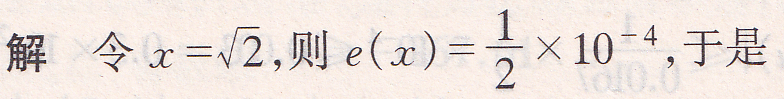 解 令 x=√2,则 e(x)=1/2×10⁻⁴,于是